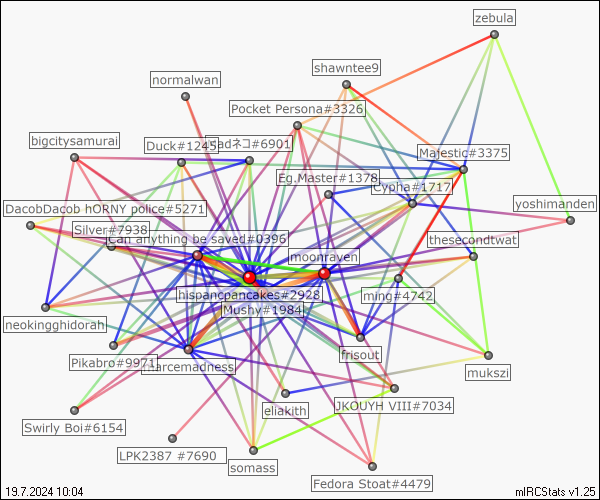 zebula
shawntee9
normalwan
Pocket Persona#3326
bigcitysamurai
Duck#1245
adネコ#6901
Majestic#3375
Eg.Master#1378
Cypha#1717
yoshimanden
DacobDacob hORNY police#5271
Silver#7938
Can anything be saved#0396
thesecondtwat
moonraven
hispanicpancakes#2928
ming#4742
Mushy#1984
neokingghidorah
frisout
Pikabro#9971
marcemadness
mukszi
eliakith
JKOUYH VIII#7034
Swirly Boi#6154
LPK2387 #7690
somass
Fedora Stoat#4479
19.7.2024 10:04
mIRCStats v1.25